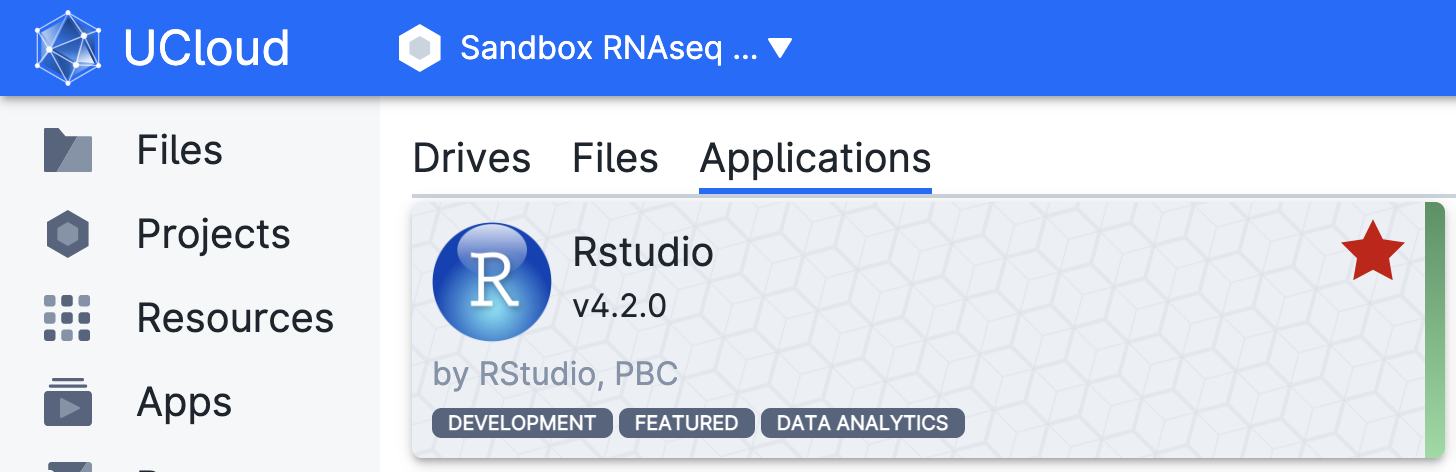 UCloud
Sandbox RNAseq ...
Files
Projects
Resources
Apps
Drives Files Applications
R
Rstudio
v4.2.0
by RStudio, PBC
DEVELOPMENT FEATURED DATA ANALYTICS